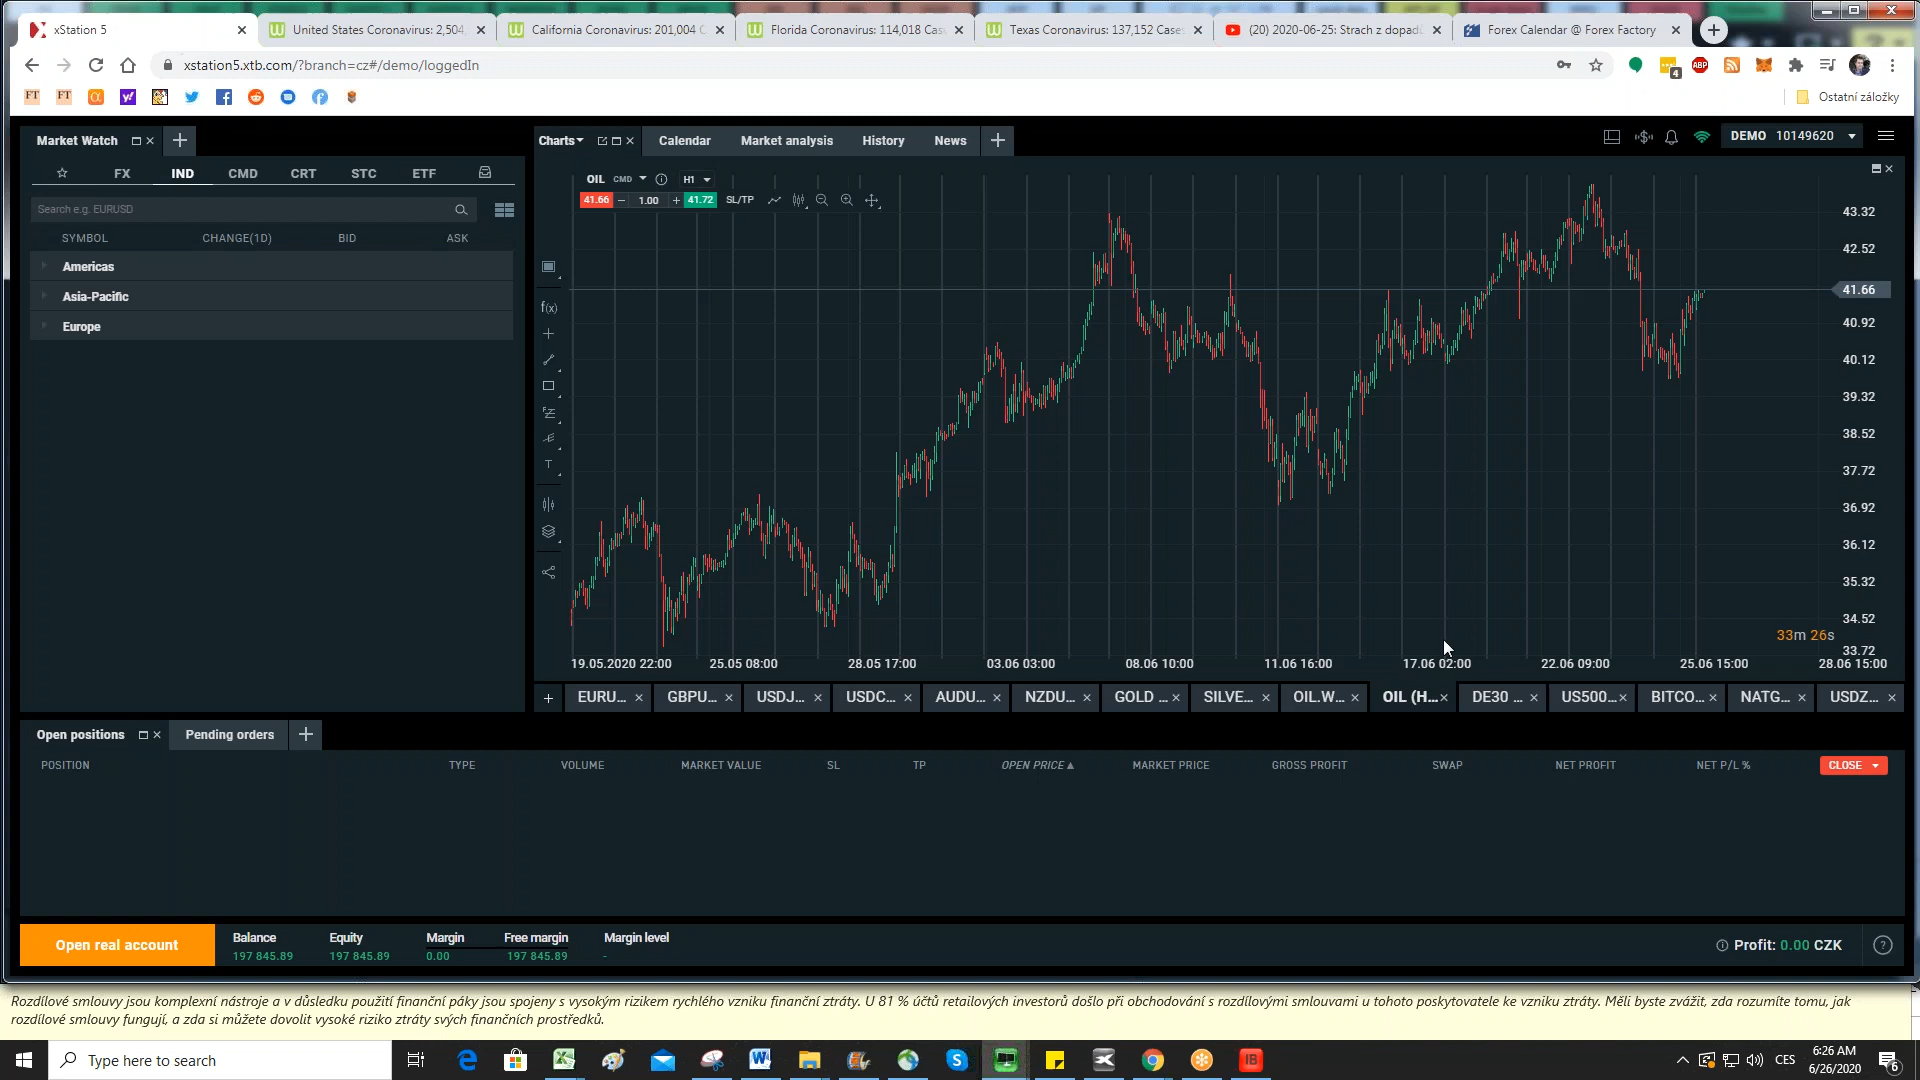 xStation 5
United States Coronavirus: 2,504,
California Coronavirus: 201,004 C
Florida Coronavirus: 114,018 Cas
Texas Coronavirus: 137,152 Cases
(20) 2020-06-25: Strach z dopadů
Forex Calendar @ Forex Factory
xstation5.xtb.com/?branch=cz#/demo/loggedIn
4
ABP
FT
FT
Ostatní záložky
Market Watch
Charts
Calendar
Market analysis
History
News
DEMO 10149620
FX
IND
CMD
CRT
STC
ETF
Search e.g. EURUSD
SYMBOL
CHANGE(1D)
BID
ASK
Americas
Asia-Pacific
Europe
OIL CMD H1
41.66 − 1.00 + 41.72 SL/TP
f(x)
T
43.32
42.52
41.66
40.92
40.12
39.32
38.52
37.72
36.92
36.12
35.32
34.52
33.72
33m 26s
19.05.2020 22:00
25.05 08:00
28.05 17:00
03.06 03:00
08.06 10:00
11.06 16:00
17.06 02:00
22.06 09:00
25.06 15:00
28.06 15:00
EURU...
GBPU...
USDJ...
USDC...
AUDU...
NZDU...
GOLD ...
SILVE...
OIL.W...
OIL (H...
DE30 ...
US500...
BITCO...
NATG...
USDZ...
Open positions
Pending orders
POSITION
TYPE
VOLUME
MARKET VALUE
SL
TP
OPEN PRICE
MARKET PRICE
GROSS PROFIT
SWAP
NET PROFIT
NET P/L %
CLOSE
Open real account
Balance
Equity
Margin
Free margin
Margin level
197 845.89
197 845.89
0.00
197 845.89
-
Profit: 0.00 CZK
Rozdílové smlouvy jsou komplexní nástroje a v důsledku použití finanční páky jsou spojeny s vysokým rizikem rychlého vzniku finanční ztráty. U 81 % účtů retailových investorů došlo při obchodování s rozdílovými smlouvami u tohoto poskytovatele ke vzniku ztráty. Měli byste zvážit, zda rozumíte tomu, jak
rozdílové smlouvy fungují, a zda si můžete dovolit vysoké riziko ztráty svých finančních prostředků.
Type here to search
IB
CES
6:26 AM
6/26/2020
6